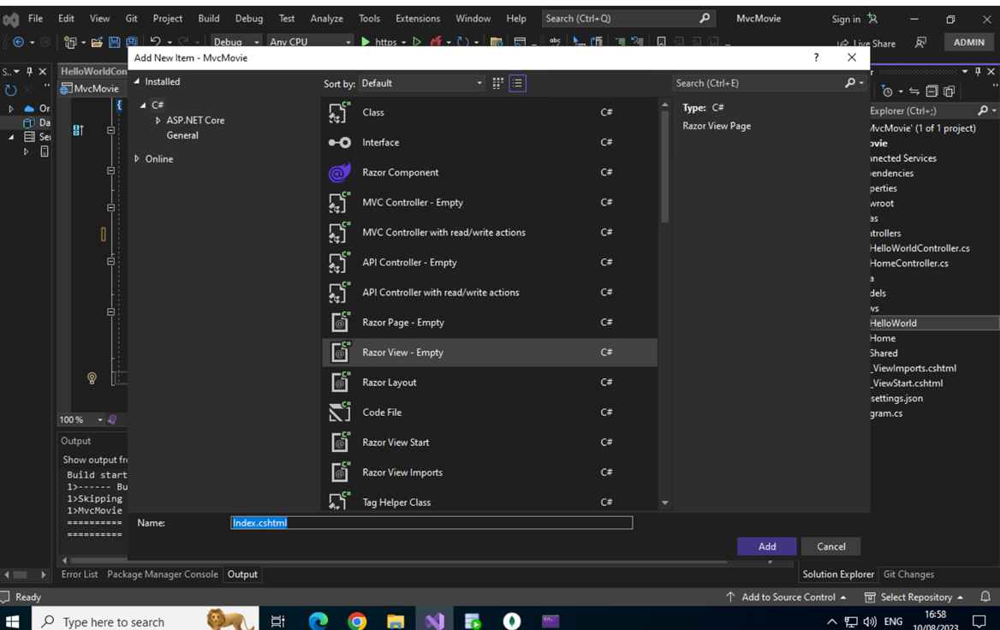 File Edit View Git Project Build Debug Test Analyze Tools Extensions Window Help Search (Ctrl+Q) MvcMovie Sign in
Debug Any CPU https Live Share ADMIN
Add New Item - MvcMovie ?
S..
HelloWorldCon
MvcMovie
Or
Da
Ser
100 %
Installed
C#
ASP.NET Core
General
Online
Sort by: Default
Class C#
Interface C#
Razor Component C#
MVC Controller - Empty C#
MVC Controller with read/write actions C#
API Controller - Empty C#
API Controller with read/write actions C#
Razor Page - Empty C#
Razor View - Empty C#
Razor Layout C#
Code File C#
Razor View Start C#
Razor View Imports C#
Tag Helper Class C#
Search (Ctrl+E)
Type: C#
Razor View Page
Name: Index.cshtml
Add Cancel
Explorer (Ctrl+;)
MvcMovie' (1 of 1 project)
ovie
nnected Services
endencies
perties
wroot
as
ntrollers
HelloWorldController.cs
HomeController.cs
a
dels
ws
HelloWorld
Home
Shared
_ViewImports.cshtml
_ViewStart.cshtml
settings.json
gram.cs
Output
Show output fr
Build start
1>------ Bu
1>Skipping
1>MvcMovie
==========
==========
Error List Package Manager Console Output
Solution Explorer Git Changes
Ready Add to Source Control Select Repository
Type here to search
ENG
16:58
10/08/2023